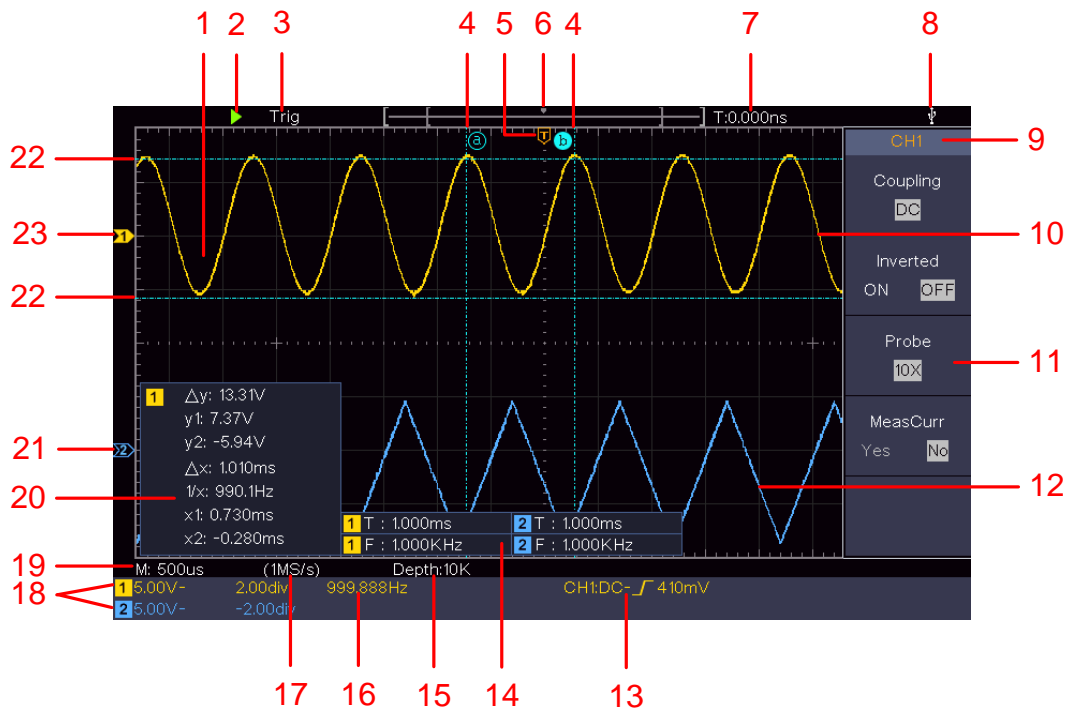 1 2 3 4 5 6 4 7 8
Trig T:0.000ns
T
a b
CH1 9
22
Coupling
DC
23 1 10
Inverted
ON OFF
22
Probe
10X 11
1 △y: 13.31V
y1: 7.37V
y2: -5.94V
△x: 1.010ms
1/x: 990.1Hz
x1: 0.730ms
x2: -0.280ms
MeasCurr
Yes No
21 2
20 12
1 T : 1.000ms 2 T : 1.000ms
1 F : 1.000KHz 2 F : 1.000KHz
19 M: 500us (1MS/s) Depth:10K
18 1 5.00V- 2.00div 999.888Hz CH1:DC- 410mV
2 5.00V- -2.00div
17 16 15 14 13